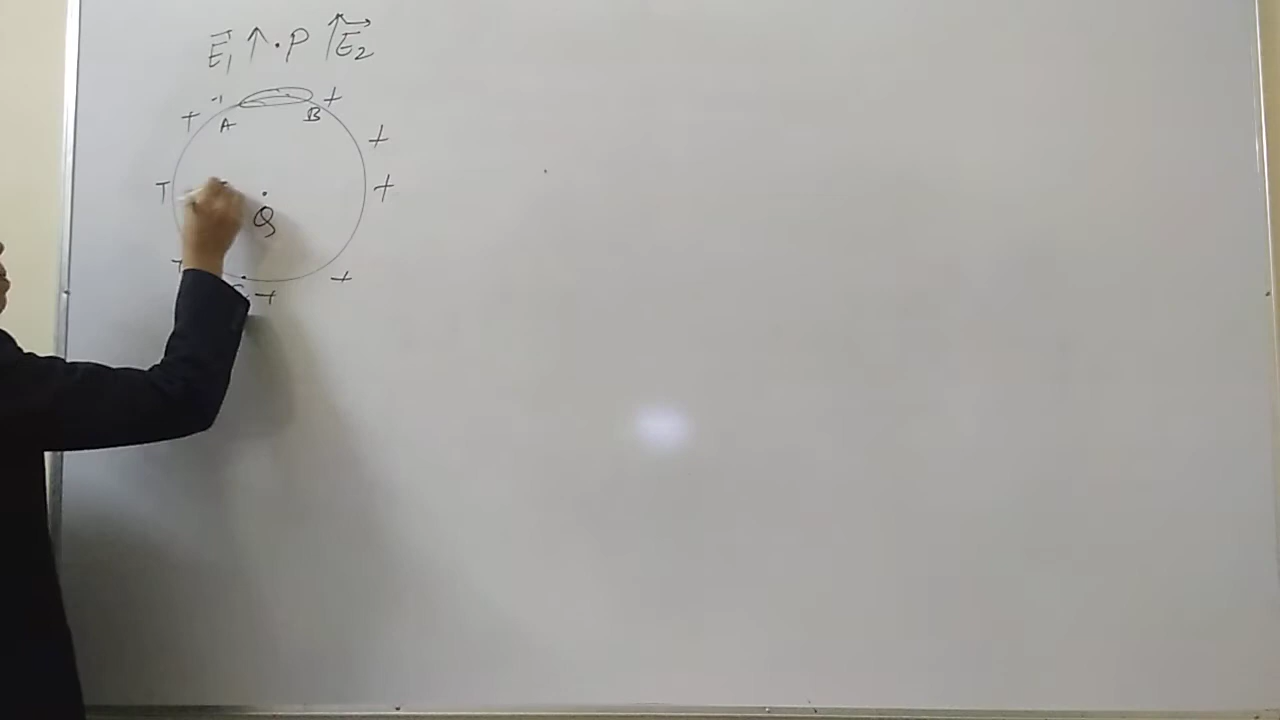 E₁ ↑ · P ↑ E₂
+ +
A B
+ +
+
Q
+
C +